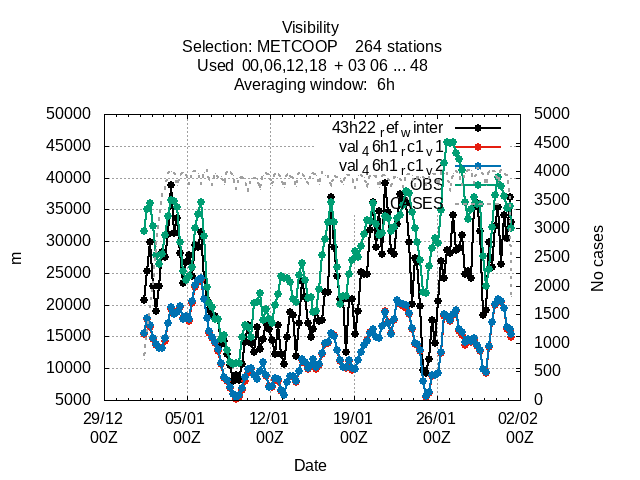 Visibility
Selection: METCOOP 264 stations
Used 00,06,12,18 + 03 06 ... 48
Averaging window: 6h
50000
45000
40000
35000
30000
25000
20000
15000
10000
5000
m
5000
4500
4000
3500
3000
2500
2000
1500
1000
500
0
No cases
43h22_ref_winter
val_46h1_rc1_v1
val_46h1_rc1_v2
OBS
CASES
29/12 05/01 12/01 19/01 26/01 02/02
00Z 00Z 00Z 00Z 00Z 00Z
Date